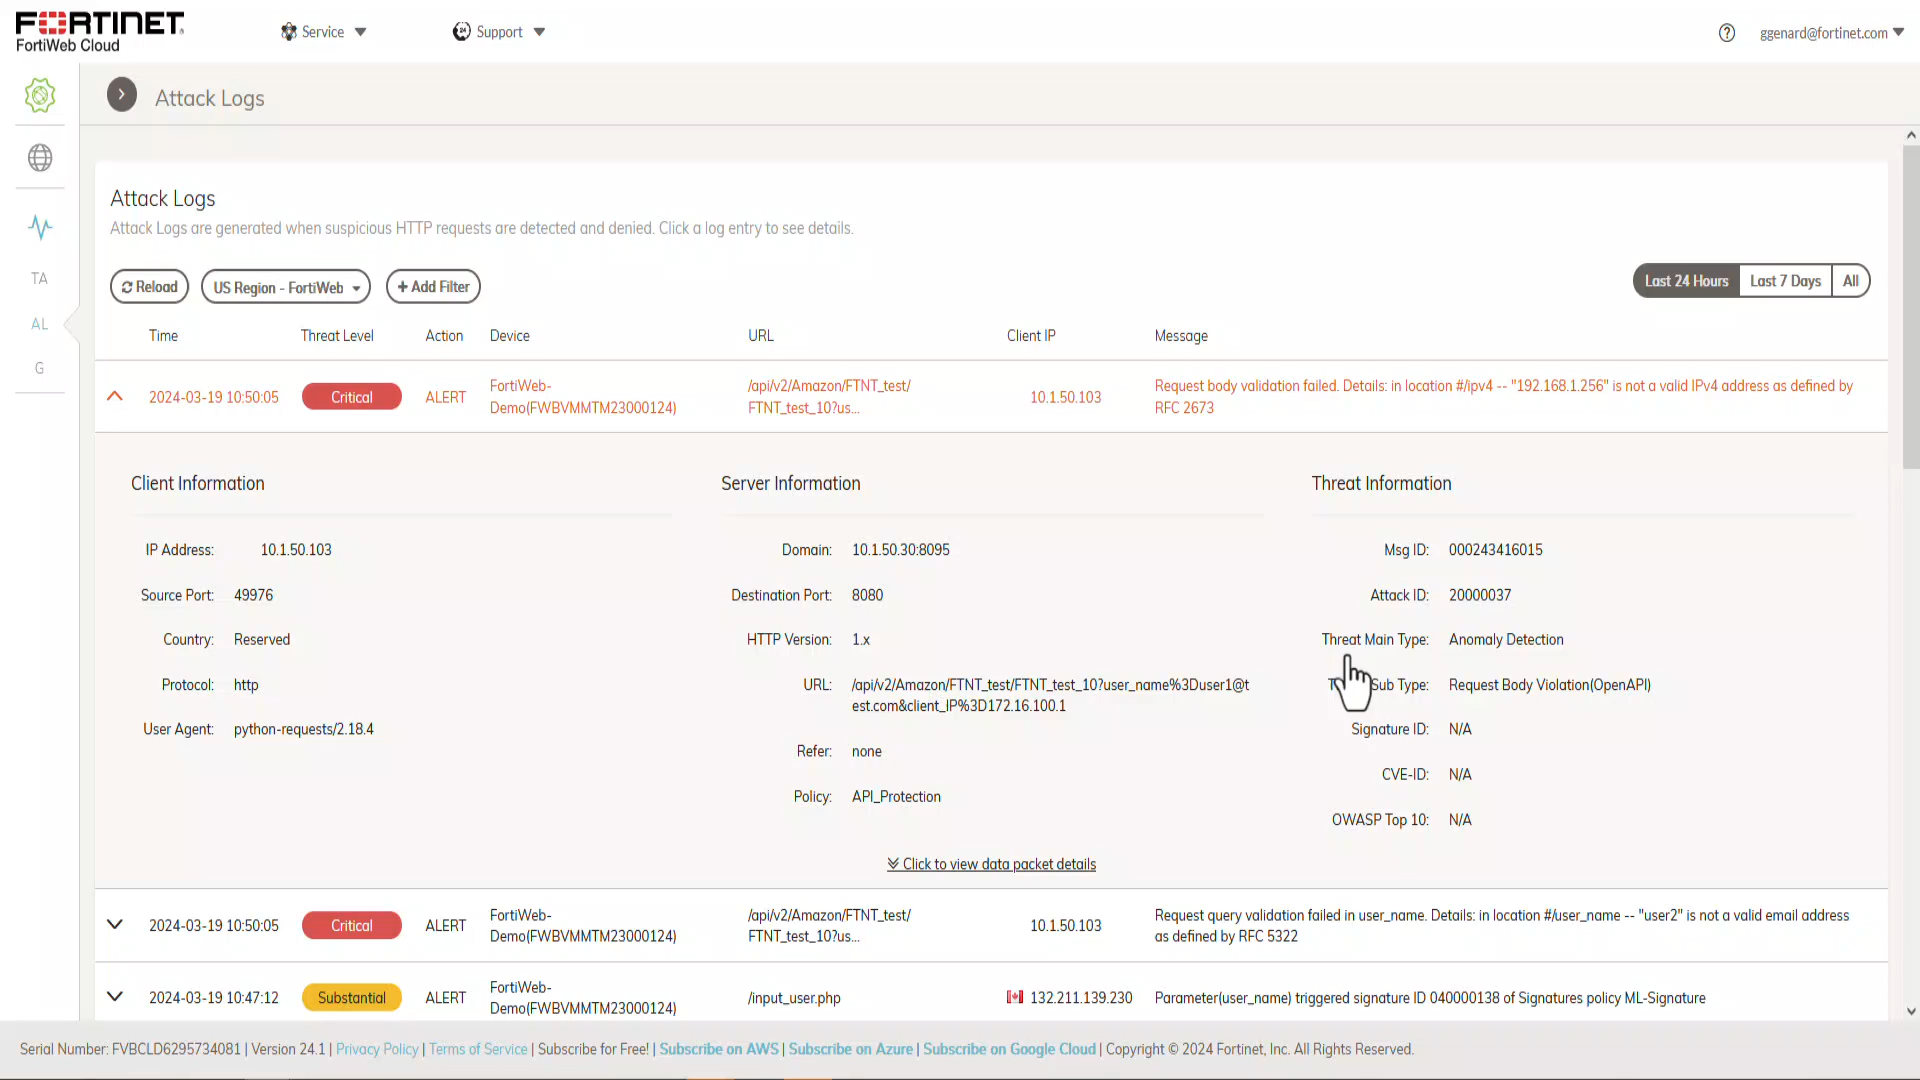 FORTINET
FortiWeb Cloud
Service
Support
ggenard@fortinet.com
Attack Logs
TA
AL
G
Attack Logs
Attack Logs are generated when suspicious HTTP requests are detected and denied. Click a log entry to see details.
Reload
US Region - FortiWeb
+ Add Filter
Last 24 Hours
Last 7 Days
All
Time Threat Level Action Device URL Client IP Message
2024-03-19 10:50:05 Critical ALERT FortiWeb- /api/v2/Amazon/FTNT_test/ 10.1.50.103 Request body validation failed. Details: in location #/ipv4 -- "192.168.1.256" is not a valid IPv4 address as defined by
Demo(FWBVMMTM23000124) FTNT_test_10?us... RFC 2673
Client Information
IP Address: 10.1.50.103
Source Port: 49976
Country: Reserved
Protocol: http
User Agent: python-requests/2.18.4
Server Information
Domain: 10.1.50.30:8095
Destination Port: 8080
HTTP Version: 1.x
URL: /api/v2/Amazon/FTNT_test/FTNT_test_10?user_name%3Duser1@t
est.com&client_IP%3D172.16.100.1
Refer: none
Policy: API_Protection
Threat Information
Msg ID: 000243416015
Attack ID: 20000037
Threat Main Type: Anomaly Detection
Sub Type: Request Body Violation(OpenAPI)
Signature ID: N/A
CVE-ID: N/A
OWASP Top 10: N/A
Click to view data packet details
2024-03-19 10:50:05 Critical ALERT FortiWeb- /api/v2/Amazon/FTNT_test/ 10.1.50.103 Request query validation failed in user_name. Details: in location #/user_name -- "user2" is not a valid email address
Demo(FWBVMMTM23000124) FTNT_test_10?us... as defined by RFC 5322
2024-03-19 10:47:12 Substantial ALERT FortiWeb- /input_user.php 132.211.139.230 Parameter(user_name) triggered signature ID 040000138 of Signatures policy ML-Signature
Demo(FWBVMMTM23000124)
Serial Number: FVBCLD6295734081 | Version 24.1 | Privacy Policy | Terms of Service | Subscribe for Free! | Subscribe on AWS | Subscribe on Azure | Subscribe on Google Cloud | Copyright © 2024 Fortinet, Inc. All Rights Reserved.